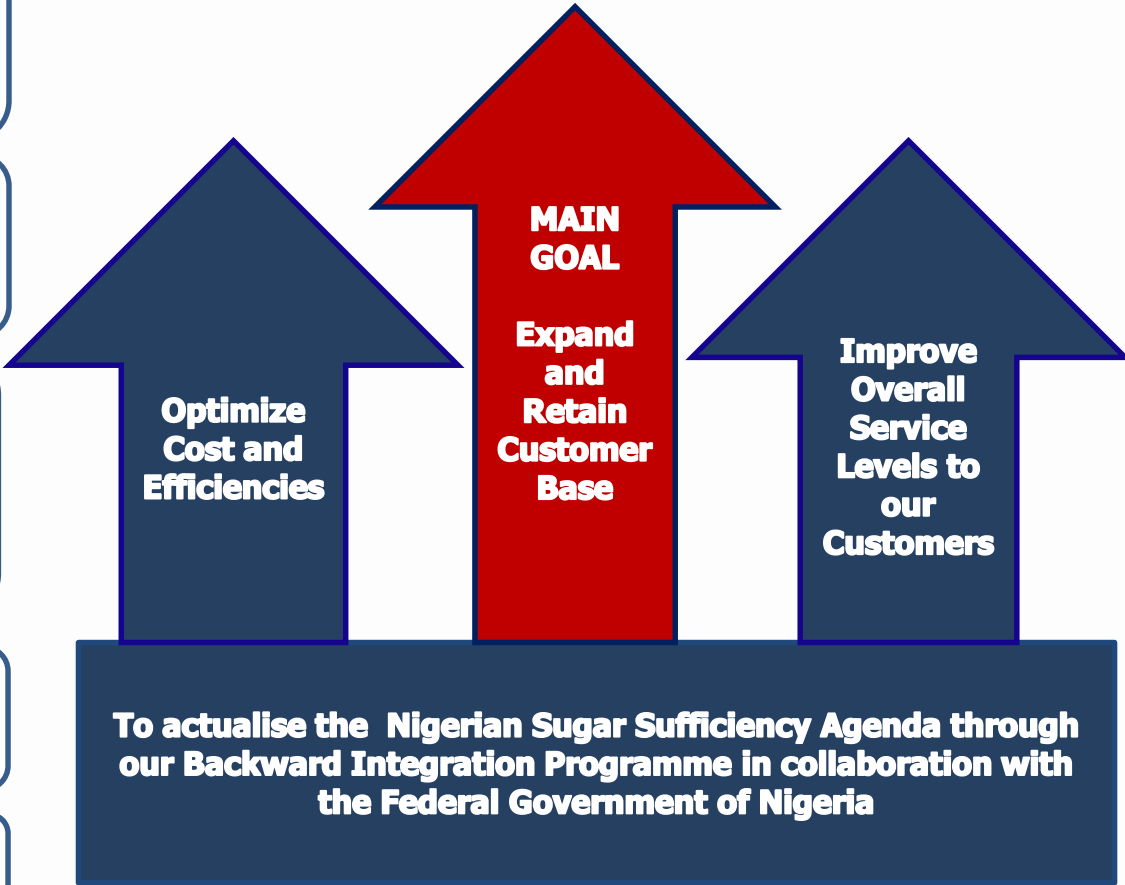 MAIN
GOAL
Expand
and
Retain
Customer
Base
Optimize
Cost and
Efficiencies
Improve
Overall
Service
Levels to
our
Customers
To actualise the  Nigerian Sugar Sufficiency Agenda through
our Backward Integration Programme in collaboration with
the Federal Government of Nigeria